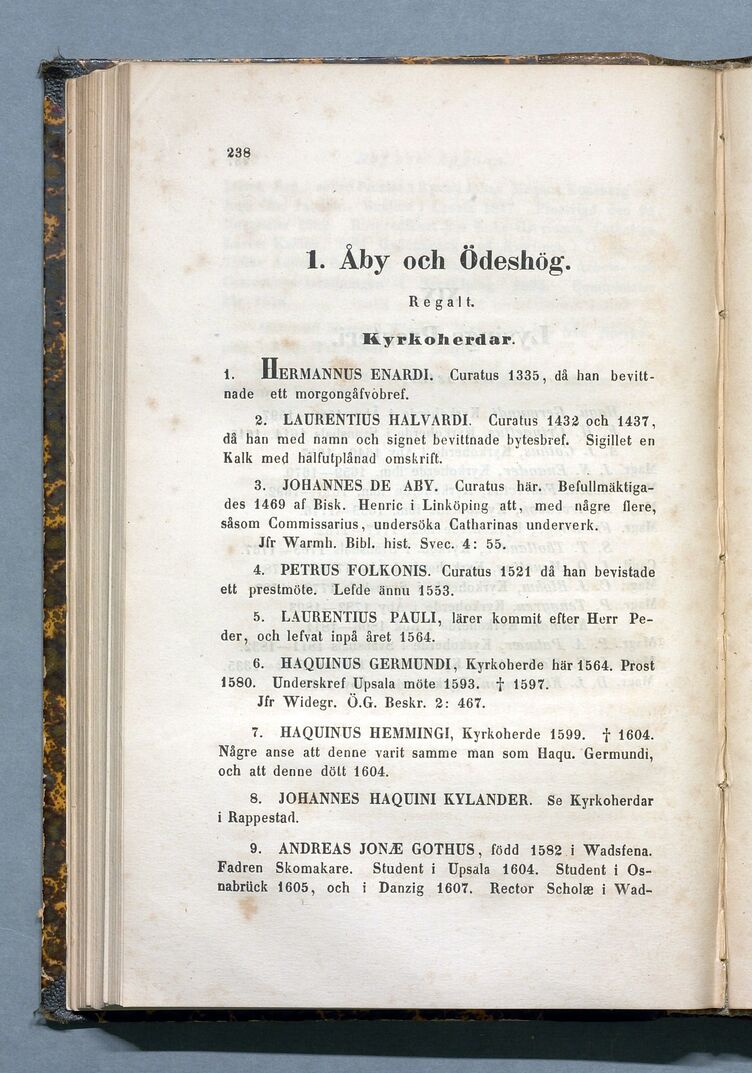 238
1. Åby och Ödeshög.
Regalt.
Kyrkoherdar.
1. HERMANNUS ENARDI. Curatus 1335, då han bevitt-
nade ett morgongåfvobref.
2. LAURENTIUS HALVARDI. Curatus 1432 och 1437,
då han med namn och signet bevittnade bytesbref. Sigillet en
Kalk med hälfutplånad omskrift.
3. JOHANNES DE ABY. Curatus här. Befullmäktiga-
des 1469 af Bisk. Henric i Linköping att, med någre flere,
såsom Commissarius, undersöka Catharinas underverk.
Jfr Warmh. Bibl. hist. Svec. 4: 55.
4. PETRUS FOLKONIS. Curatus 1521 då han bevistade
ett prestmöte. Lefde ännu 1553.
5. LAURENTIUS PAULI, lärer kommit efter Herr Pe-
der, och lefvat inpå året 1564.
6. HAQUINUS GERMUNDI, Kyrkoherde här 1564. Prost
1580. Underskref Upsala möte 1593. † 1597.
Jfr Widegr. Ö.G. Beskr. 2: 467.
7. HAQUINUS HEMMINGI, Kyrkoherde 1599. † 1604.
Någre anse att denne varit samme man som Haqu. Germundi,
och att denne dött 1604.
8. JOHANNES HAQUINI KYLANDER. Se Kyrkoherdar
i Rappestad.
9. ANDREAS JONÆ GOTHUS, född 1582 i Wadsfena.
Fadren Skomakare. Student i Upsala 1604. Student i Os-
nabrück 1605, och i Danzig 1607. Rector Scholæ i Wad-